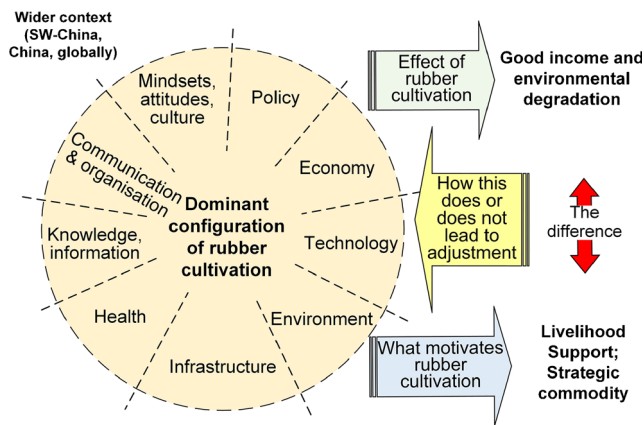 Wider context
(SW-China,
China, globally)
Mindsets,
attitudes,
culture
Policy
Communication
& organisation
Economy
Dominant
configuration
of rubber
cultivation
Knowledge,
information
Technology
Health
Environment
Infrastructure
Effect of
rubber
cultivation
Good income and
environmental
degradation
How this
does or
does not
lead to
adjustment
The
difference
What motivates
rubber
cultivation
Livelihood
Support;
Strategic
commodity